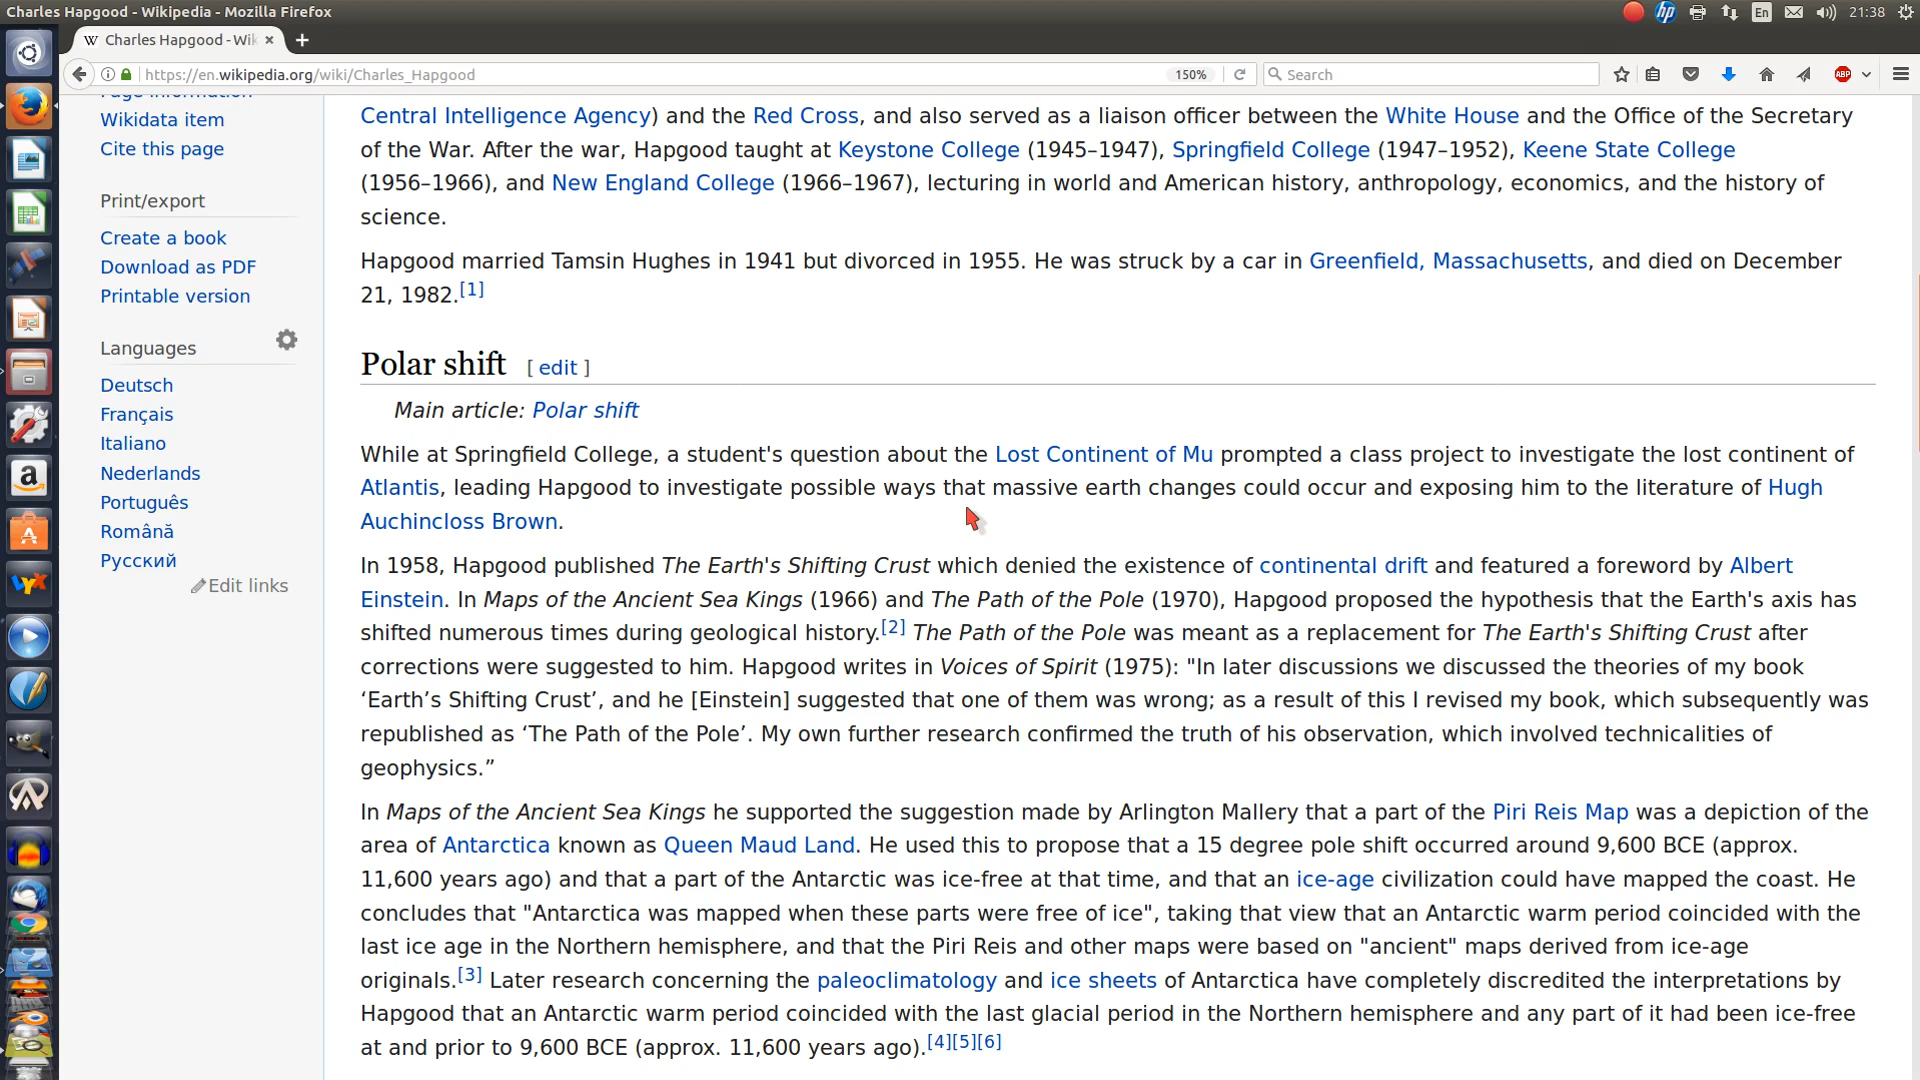 Charles Hapgood - Wikipedia - Mozilla Firefox
hp
En
21:38
W Charles Hapgood - Wik
https://en.wikipedia.org/wiki/Charles_Hapgood
150%
Search
ABP
Page information
Wikidata item
Cite this page
Print/export
Create a book
Download as PDF
Printable version
Languages
Deutsch
Français
Italiano
Nederlands
Português
Română
Русский
Edit links
Central Intelligence Agency) and the Red Cross, and also served as a liaison officer between the White House and the Office of the Secretary
of the War. After the war, Hapgood taught at Keystone College (1945–1947), Springfield College (1947–1952), Keene State College
(1956–1966), and New England College (1966–1967), lecturing in world and American history, anthropology, economics, and the history of
science.
Hapgood married Tamsin Hughes in 1941 but divorced in 1955. He was struck by a car in Greenfield, Massachusetts, and died on December
21, 1982.[1]
Polar shift [ edit ]
Main article: Polar shift
While at Springfield College, a student's question about the Lost Continent of Mu prompted a class project to investigate the lost continent of
Atlantis, leading Hapgood to investigate possible ways that massive earth changes could occur and exposing him to the literature of Hugh
Auchincloss Brown.
In 1958, Hapgood published The Earth's Shifting Crust which denied the existence of continental drift and featured a foreword by Albert
Einstein. In Maps of the Ancient Sea Kings (1966) and The Path of the Pole (1970), Hapgood proposed the hypothesis that the Earth's axis has
shifted numerous times during geological history.[2] The Path of the Pole was meant as a replacement for The Earth's Shifting Crust after
corrections were suggested to him. Hapgood writes in Voices of Spirit (1975): "In later discussions we discussed the theories of my book
‘Earth’s Shifting Crust’, and he [Einstein] suggested that one of them was wrong; as a result of this I revised my book, which subsequently was
republished as ‘The Path of the Pole’. My own further research confirmed the truth of his observation, which involved technicalities of
geophysics.”
In Maps of the Ancient Sea Kings he supported the suggestion made by Arlington Mallery that a part of the Piri Reis Map was a depiction of the
area of Antarctica known as Queen Maud Land. He used this to propose that a 15 degree pole shift occurred around 9,600 BCE (approx.
11,600 years ago) and that a part of the Antarctic was ice-free at that time, and that an ice-age civilization could have mapped the coast. He
concludes that "Antarctica was mapped when these parts were free of ice", taking that view that an Antarctic warm period coincided with the
last ice age in the Northern hemisphere, and that the Piri Reis and other maps were based on "ancient" maps derived from ice-age
originals.[3] Later research concerning the paleoclimatology and ice sheets of Antarctica have completely discredited the interpretations by
Hapgood that an Antarctic warm period coincided with the last glacial period in the Northern hemisphere and any part of it had been ice-free
at and prior to 9,600 BCE (approx. 11,600 years ago).[4][5][6]